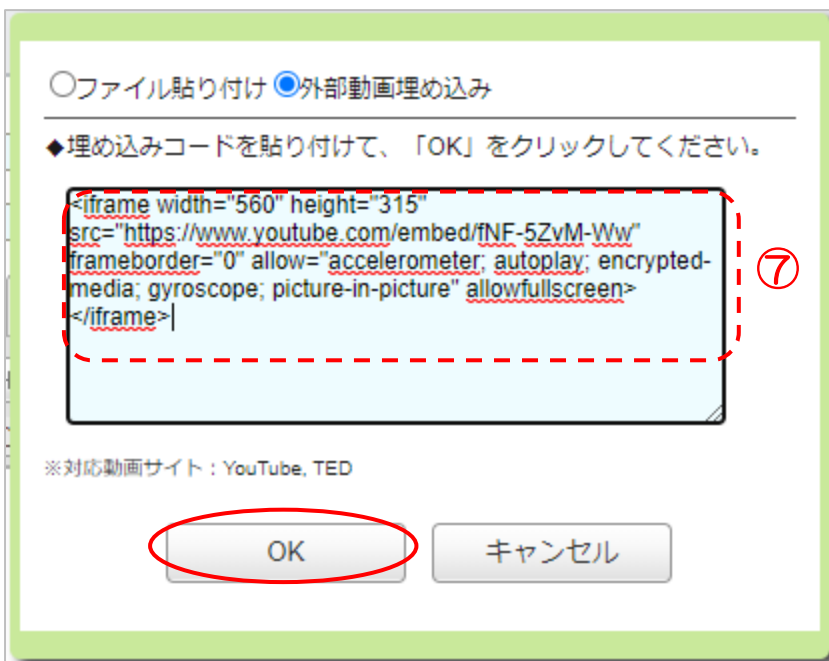 ファイル貼り付け 外部動画埋め込み
◆埋め込みコードを貼り付けて、「OK」をクリックしてください。
<iframe width="560" height="315"
src="https://www.youtube.com/embed/fNF-5ZvM-Ww"
frameborder="0" allow="accelerometer; autoplay; encrypted-
media; gyroscope; picture-in-picture" allowfullscreen>
</iframe>
⑦
※対応動画サイト：YouTube, TED
OK キャンセル